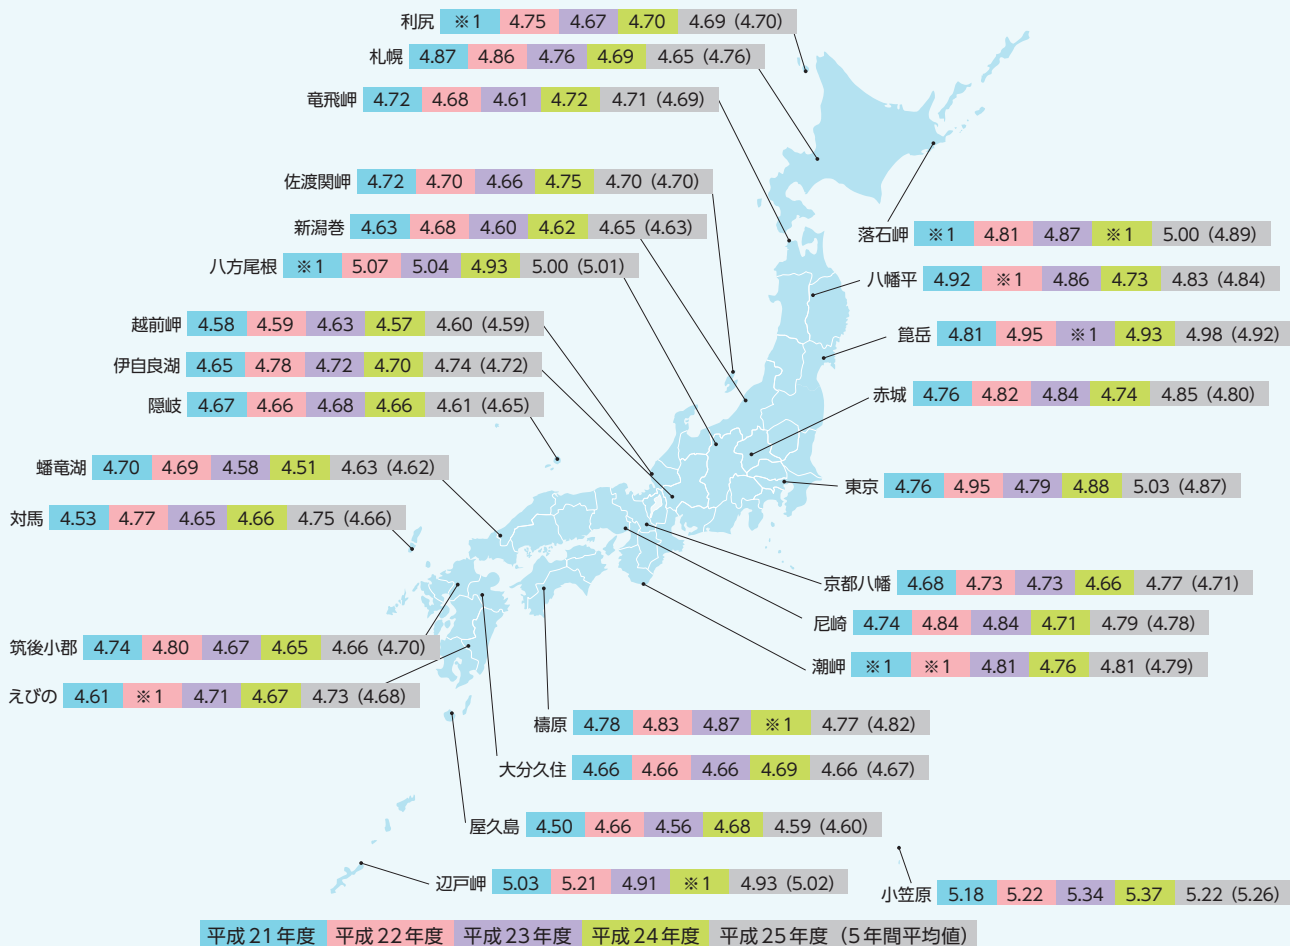 利尻 ※1 4.75 4.67 4.70 4.69 (4.70)
札幌 4.87 4.86 4.76 4.69 4.65 (4.76)
竜飛岬 4.72 4.68 4.61 4.72 4.71 (4.69)
佐渡関岬 4.72 4.70 4.66 4.75 4.70 (4.70)
新潟巻 4.63 4.68 4.60 4.62 4.65 (4.63)
落石岬 ※1 4.81 4.87 ※1 5.00 (4.89)
八方尾根 ※1 5.07 5.04 4.93 5.00 (5.01)
八幡平 4.92 ※1 4.86 4.73 4.83 (4.84)
越前岬 4.58 4.59 4.63 4.57 4.60 (4.59)
箟岳 4.81 4.95 ※1 4.93 4.98 (4.92)
伊自良湖 4.65 4.78 4.72 4.70 4.74 (4.72)
赤城 4.76 4.82 4.84 4.74 4.85 (4.80)
隠岐 4.67 4.66 4.68 4.66 4.61 (4.65)
蟠竜湖 4.70 4.69 4.58 4.51 4.63 (4.62)
東京 4.76 4.95 4.79 4.88 5.03 (4.87)
対馬 4.53 4.77 4.65 4.66 4.75 (4.66)
京都八幡 4.68 4.73 4.73 4.66 4.77 (4.71)
尼崎 4.74 4.84 4.84 4.71 4.79 (4.78)
筑後小郡 4.74 4.80 4.67 4.65 4.66 (4.70)
潮岬 ※1 ※1 4.81 4.76 4.81 (4.79)
えびの 4.61 ※1 4.71 4.67 4.73 (4.68)
檮原 4.78 4.83 4.87 ※1 4.77 (4.82)
大分久住 4.66 4.66 4.66 4.69 4.66 (4.67)
屋久島 4.50 4.66 4.56 4.68 4.59 (4.60)
辺戸岬 5.03 5.21 4.91 ※1 4.93 (5.02)
小笠原 5.18 5.22 5.34 5.37 5.22 (5.26)
平成21年度 平成22年度 平成23年度 平成24年度 平成25年度（5年間平均値）